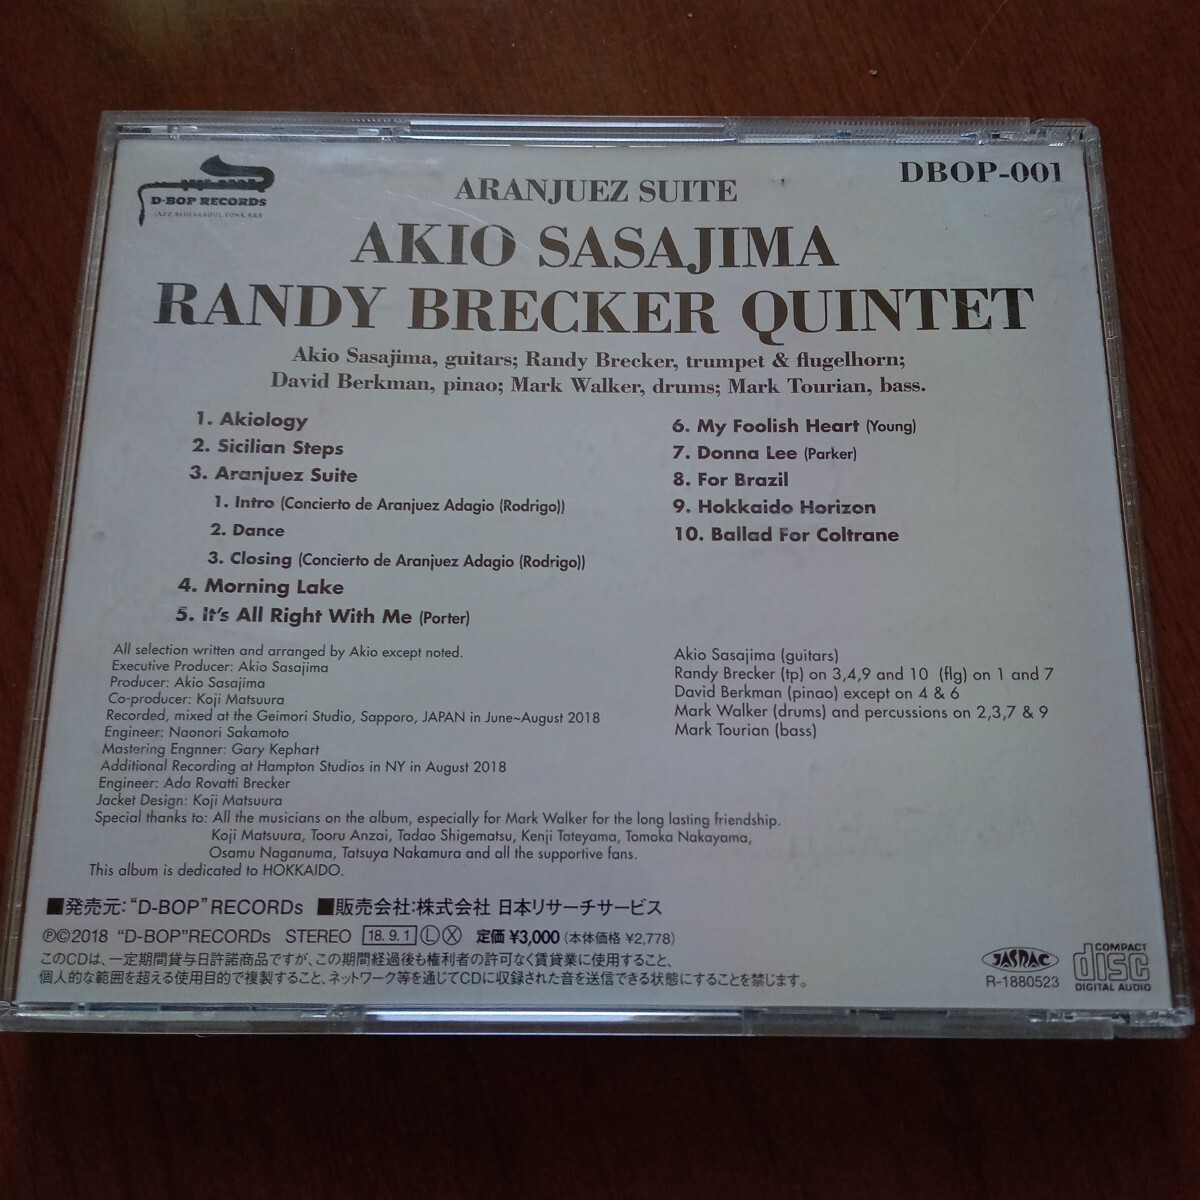 D-BOP RECORDS
JAZZ, BLUES & SOUL, FUNK, R&B
DBOP-001
ARANJUEZ SUITE
AKIO SASAJIMA
RANDY BRECKER QUINTET
Akio Sasajima, guitars; Randy Brecker, trumpet & flugelhorn;
David Berkman, pinao; Mark Walker, drums; Mark Tourian, bass.
1. Akiology
2. Sicilian Steps
3. Aranjuez Suite
1. Intro (Concierto de Aranjuez Adagio (Rodrigo))
2. Dance
3. Closing (Concierto de Aranjuez Adagio (Rodrigo))
4. Morning Lake
5. It's All Right With Me (Porter)
6. My Foolish Heart (Young)
7. Donna Lee (Parker)
8. For Brazil
9. Hokkaido Horizon
10. Ballad For Coltrane
All selection written and arranged by Akio except noted.
Executive Producer: Akio Sasajima
Producer: Akio Sasajima
Co-producer: Koji Matsuura
Recorded, mixed at the Geimori Studio, Sapporo, JAPAN in June~August 2018
Engineer: Naonori Sakamoto
Mastering Engnner: Gary Kephart
Additional Recording at Hampton Studios in NY in August 2018
Engineer: Ada Rovatti Brecker
Jacket Design: Koji Matsuura
Special thanks to: All the musicians on the album, especially for Mark Walker for the long lasting friendship.
Koji Matsuura, Tooru Anzai, Tadao Shigematsu, Kenji Tateyama, Tomoka Nakayama,
Osamu Naganuma, Tatsuya Nakamura and all the supportive fans.
This album is dedicated to HOKKAIDO.
Akio Sasajima (guitars)
Randy Brecker (tp) on 3,4,9 and 10 (flg) on 1 and 7
David Berkman (pinao) except on 4 & 6
Mark Walker (drums) and percussions on 2,3,7 & 9
Mark Tourian (bass)
■発売元:"D-BOP"RECORDs ■販売会社:株式会社 日本リサーチサービス
Ⓟ©2018 "D-BOP"RECORDs STEREO 18.9.1 Ⓛ Ⓧ 定価 ¥3,000 (本体価格 ¥2,778)
このCDは、一定期間貸与日許諾商品ですが、この期間経過後も権利者の許可なく賃貸業に使用すること、
個人的な範囲を超える使用目的で複製すること、ネットワーク等を通じてCDに収録された音を送信できる状態にすることを禁じます。
JASRAC
R-1880523
COMPACT
disc
DIGITAL AUDIO